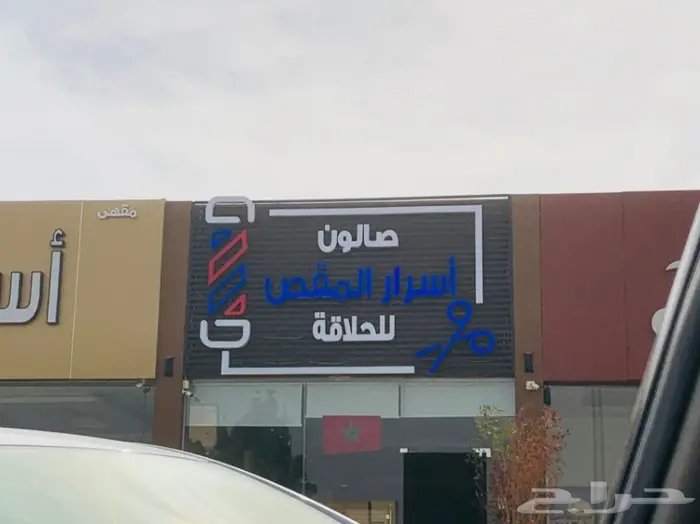 مقهى
صالون
أسرار المقص
للحلاقة
حراج